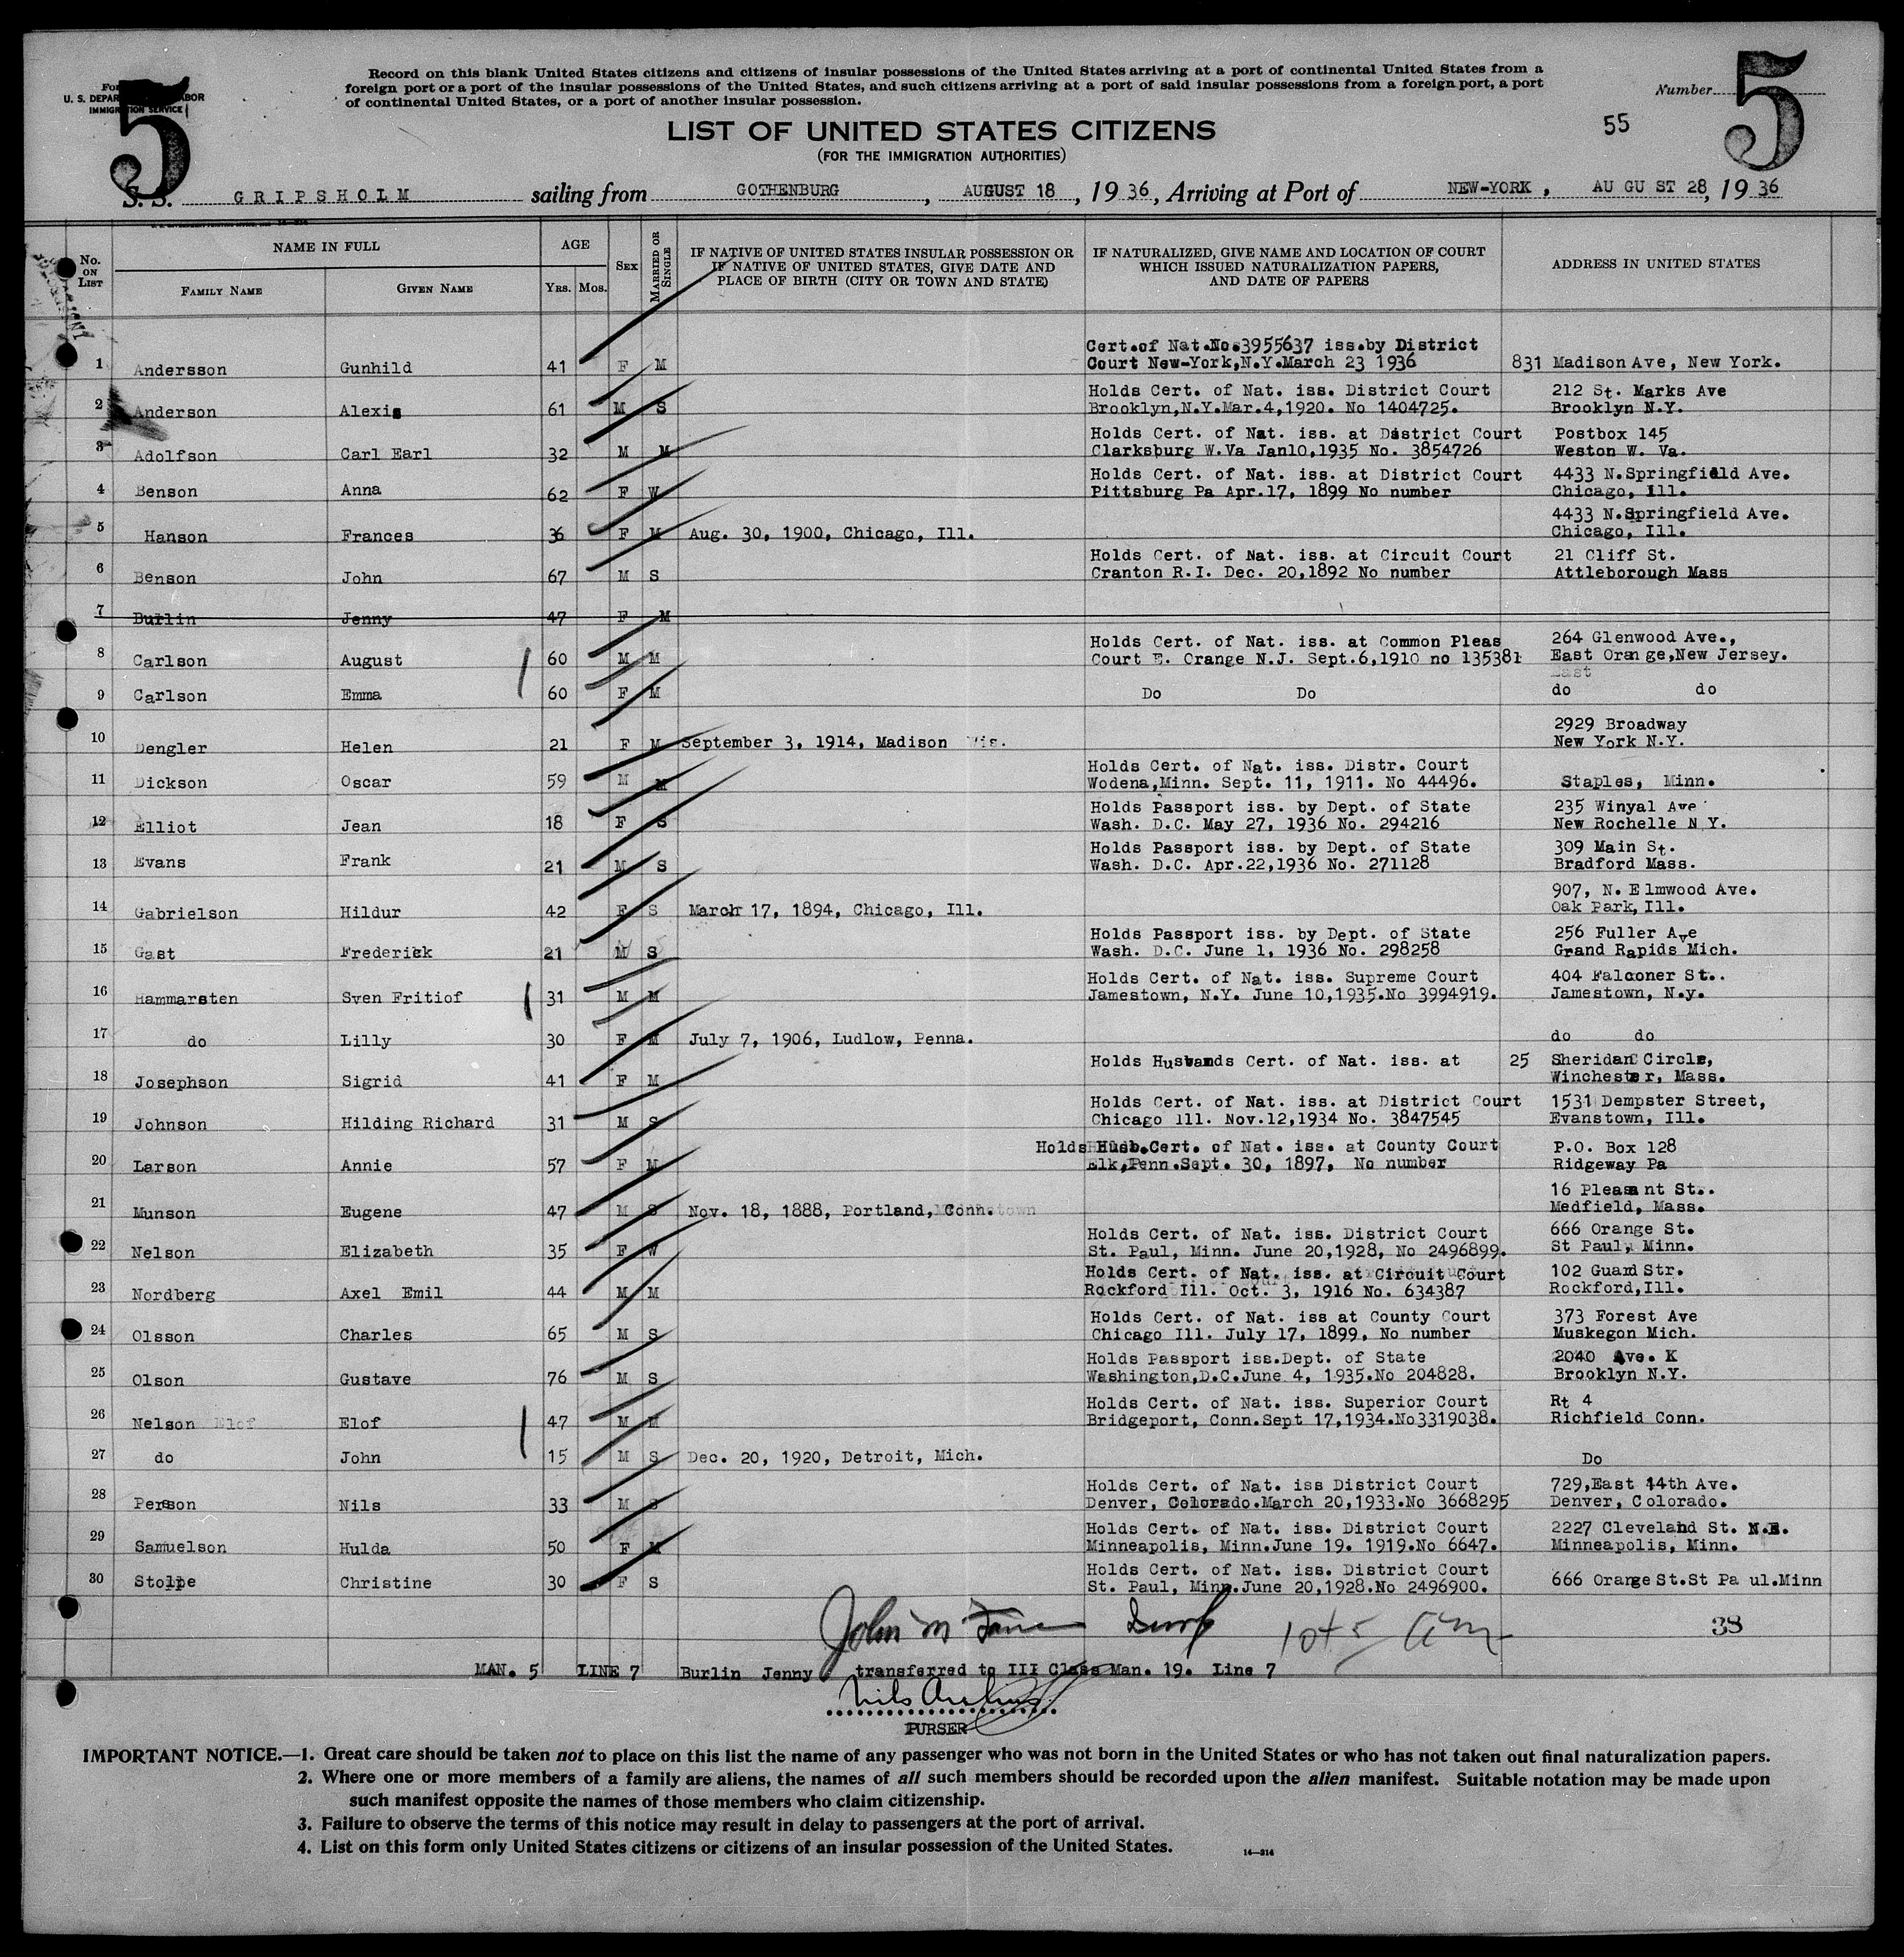 5
5
Form
U. S. DEPARTMENT OF LABOR
IMMIGRATION SERVICE
Record on this blank United States citizens and citizens of insular possessions of the United States arriving at a port of continental United States from a
foreign port or a port of the insular possessions of the United States, and such citizens arriving at a port of said insular possessions from a foreign port, a port
of continental United States, or a port of another insular possession.
Number
55
LIST OF UNITED STATES CITIZENS
(FOR THE IMMIGRATION AUTHORITIES)
S. S. GRIPSHOLM sailing from GOTHENBURG, AUGUST 18, 1936, Arriving at Port of NEW-YORK, AUGUST 28, 1936
No. ON LIST NAME IN FULL AGE SEX MARRIED OR SINGLE IF NATIVE OF UNITED STATES INSULAR POSSESSION OR IF NATIVE OF UNITED STATES, GIVE DATE AND PLACE OF BIRTH (CITY OR TOWN AND STATE) IF NATURALIZED, GIVE NAME AND LOCATION OF COURT WHICH ISSUED NATURALIZATION PAPERS, AND DATE OF PAPERS ADDRESS IN UNITED STATES
FAMILY NAME GIVEN NAME YRS. MOS.
Cert.of Nat.No.3955637 iss.by District
1 Andersson Gunhild 41 F M Court New-York,N.Y.March 23 1936 831 Madison Ave, New York.
Holds Cert. of Nat. iss. District Court 212 St. Marks Ave
2 Anderson Alexis 61 M S Brooklyn,N.Y.Mar.4,1920. No 1404725. Brooklyn N.Y.
Holds Cert. of Nat. iss. at District Court Postbox 145
3 Adolfson Carl Earl 32 M M Clarksburg W.Va Jan10,1935 No. 3854726 Weston W. Va.
Holds Cert. of Nat. iss. at District Court 4433 N.Springfield Ave.
4 Benson Anna 62 F W Pittsburg Pa Apr.17, 1899 No number Chicago, Ill.
4433 N.Springfield Ave.
5 Hanson Frances 36 F M Aug. 30, 1900, Chicago, Ill. Chicago, Ill.
Holds Cert. of Nat. iss. at Circuit Court 21 Cliff St.
6 Benson John 67 M S Cranton R.I. Dec. 20,1892 No number Attleborough Mass
7 Burlin Jenny 47 F M
Holds Cert. of Nat. iss. at Common Pleas 264 Glenwood Ave.,
8 Carlson August 60 M M Court E. Orange N.J. Sept.6,1910 no 135381 East Orange,New Jersey.
East
9 Carlson Emma 60 F M Do Do do do
2929 Broadway
10 Dengler Helen 21 F M September 3, 1914, Madison Wis. New York N.Y.
Holds Cert. of Nat. iss. Distr. Court
11 Dickson Oscar 59 M M Wodena,Minn. Sept. 11, 1911. No 44496. Staples, Minn.
Holds Passport iss. by Dept. of State 235 Winyal Ave
12 Elliot Jean 18 F S Wash. D.C. May 27, 1936 No. 294216 New Rochelle N Y.
Holds Passport iss. by Dept. of State 309 Main St.
13 Evans Frank 21 M S Wash. D.C. Apr.22,1936 No. 271128 Bradford Mass.
907, N. Elmwood Ave.
14 Gabrielson Hildur 42 F S March 17, 1894, Chicago, Ill. Oak Park, Ill.
Holds Passport iss. by Dept. of State 256 Fuller Ave
15 Gast Frederick 21 M S Wash. D.C. June 1, 1936 No. 298258 Grand Rapids Mich.
Holds Cert. of Nat. iss. Supreme Court 404 Falconer St..
16 Hammarsten Sven Fritiof 31 M M Jamestown, N.Y. June 10,1935.No 3994919. Jamestown, N.y.
17 do Lilly 30 F M July 7, 1906, Ludlow, Penna. do do
Holds Husbands Cert. of Nat. iss. at 25 Sheridan Circle,
18 Josephson Sigrid 41 F M Winchester, Mass.
Holds Cert. of Nat. iss. at District Court 1531 Dempster Street,
19 Johnson Hilding Richard 31 M S Chicago Ill. Nov.12,1934 No. 3847545 Evanstown, Ill.
Holds Husb.Cert. of Nat. iss. at County Court P.O. Box 128
20 Larson Annie 57 F M Elk,Penn.Sept. 30, 1897, No number Ridgeway Pa
16 Pleasant St..
21 Munson Eugene 47 M S Nov. 18, 1888, Portland, Conn. Medfield, Mass.
Holds Cert. of Nat. iss. District Court 666 Orange St.
22 Nelson Elizabeth 35 F W St. Paul, Minn. June 20,1928, No 2496899. St Paul, Minn.
Holds Cert. of Nat. iss. at Circuit Court 102 Guard Str.
23 Nordberg Axel Emil 44 M M Rockford Ill. Oct. 3, 1916 No. 634387 Rockford,Ill.
Holds Cert. of Nat. iss at County Court 373 Forest Ave
24 Olsson Charles 65 M S Chicago Ill. July 17, 1899, No number Muskegon Mich.
Holds Passport iss.Dept. of State 2040 Ave. K
25 Olson Gustave 76 M S Washington,D.C.June 4, 1935.No 204828. Brooklyn N.Y.
Holds Cert. of Nat. iss. Superior Court Rt 4
26 Nelson Elof Elof 47 M M Bridgeport, Conn.Sept 17,1934.No3319038. Richfield Conn.
27 do John 15 M S Dec. 20, 1920, Detroit, Mich. Do
Holds Cert. of Nat. iss District Court 729,East 14th Ave.
28 Person Nils 33 M S Denver, Colorado.March 20,1933.No 3668295 Denver, Colorado.
Holds Cert. of Nat. iss. District Court 2227 Cleveland St. N.E.
29 Samuelson Hulda 50 F M Minneapolis, Minn.June 19. 1919.No 6647. Minneapolis, Minn.
Holds Cert. of Nat. iss. District Court
30 Stolpe Christine 30 F S St. Paul, Minn.June 20,1928.No 2496900. 666 Orange St.St Paul.Minn
John M 38
MAN. 5 LINE 7 Burlin Jenny transferred to III Class Man. 19. Line 7
Nils
PURSER
IMPORTANT NOTICE.—1. Great care should be taken not to place on this list the name of any passenger who was not born in the United States or who has not taken out final naturalization papers.
2. Where one or more members of a family are aliens, the names of all such members should be recorded upon the alien manifest. Suitable notation may be made upon
such manifest opposite the names of those members who claim citizenship.
3. Failure to observe the terms of this notice may result in delay to passengers at the port of arrival.
4. List on this form only United States citizens or citizens of an insular possession of the United States.
14—314